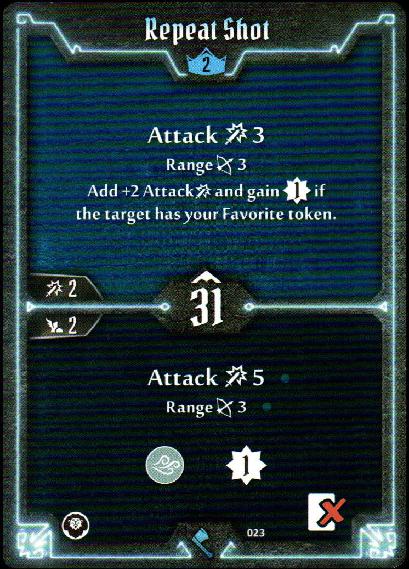 Repeat Shot
2
Attack 3
Range 3
Add +2 Attack and gain 1 if
the target has your Favorite token.
2
31
2
Attack 5
Range 3
1
023